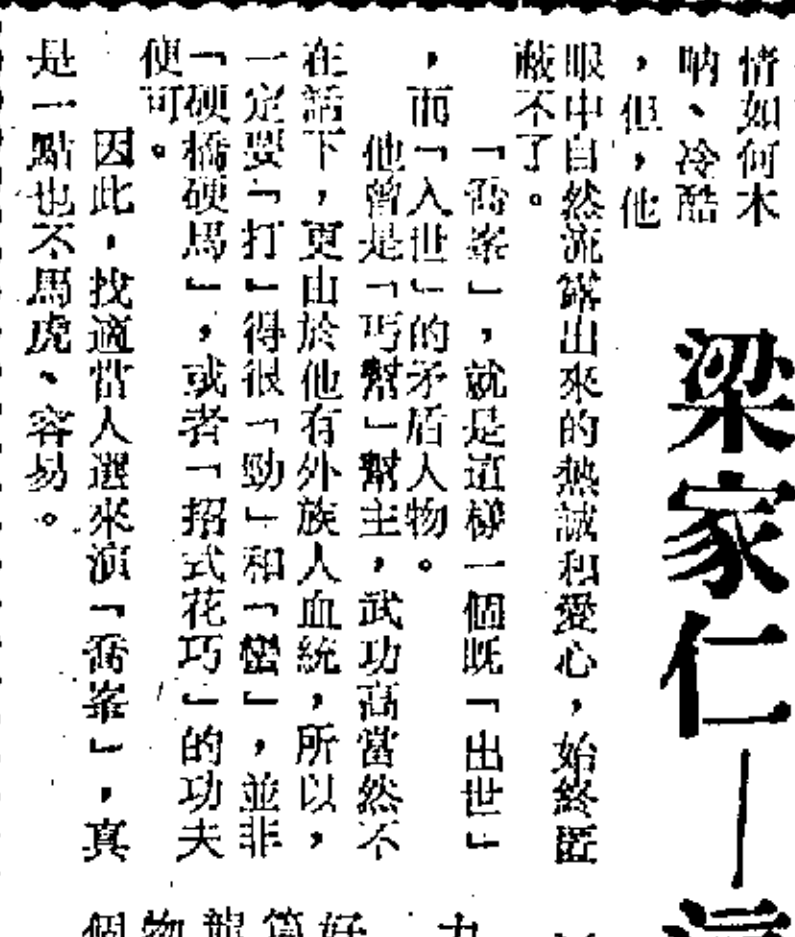 梁家仁—
情如何木
吶、冷酷
，但，他
眼中自然流露出來的熱誠和愛心，始終匿
蔽不了。
「喬峯」，就是這樣一個既「出世」
，而「入世」的矛盾人物。
他曾是「丐幫」幫主，武功高當然不
在話下，更由於他有外族人血統，所以，
一定要「打」得很「勁」和「蠻」，並非
「硬橋硬馬」，或者「招式花巧」的功夫
便可。
因此，找適當人選來演「喬峯」，真
是一點也不馬虎、容易。